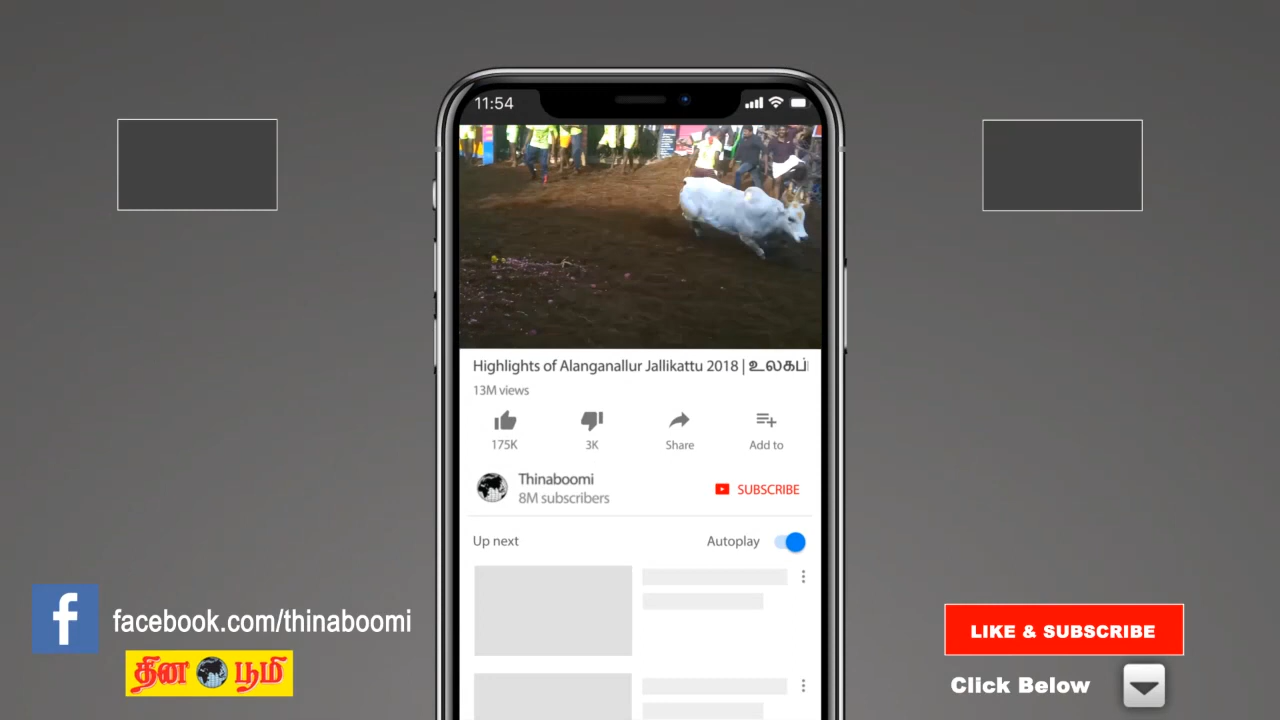 11:54
Highlights of Alanganallur Jallikattu 2018 | உலகப்
13M views
175K
3K
Share
Add to
Thinaboomi
8M subscribers
SUBSCRIBE
Up next
Autoplay
f
facebook.com/thinaboomi
தின பூமி
LIKE & SUBSCRIBE
Click Below